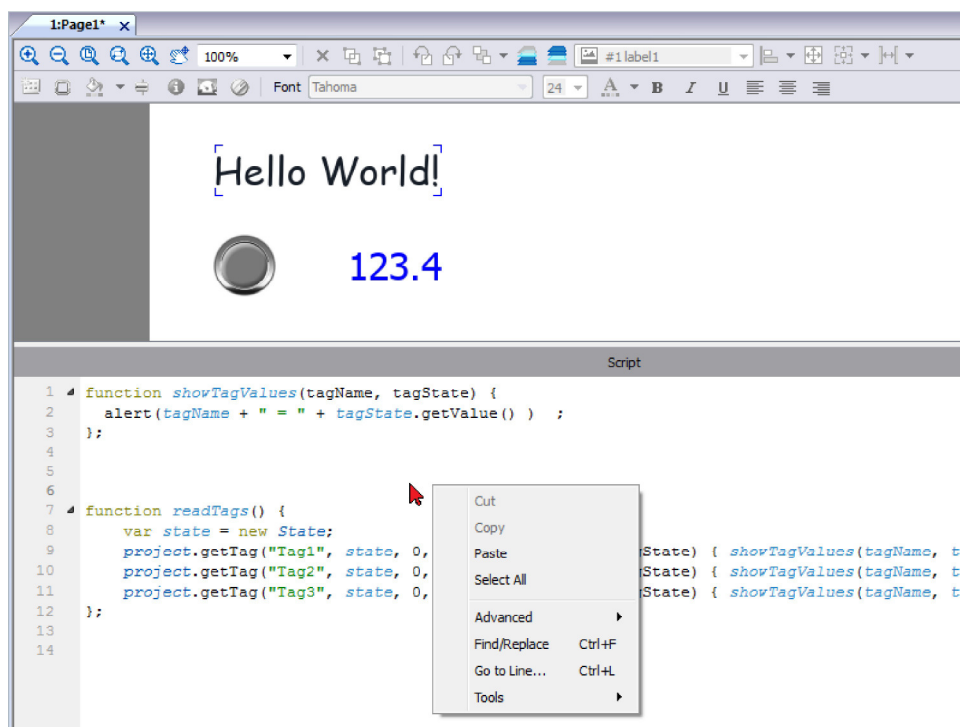 1:Page1* x
100% #1 label1
Font Tahoma 24 A B I U
Hello World!
123.4
Script
1 function showTagValues(tagName, tagState) {
2 alert(tagName + " = " + tagState.getValue() ) ;
3 };
4
5
6
7 function readTags() {
8 var state = new State;
9 project.getTag("Tag1", state, 0, State) { showTagValues(tagName, t
10 project.getTag("Tag2", state, 0, State) { showTagValues(tagName, t
11 project.getTag("Tag3", state, 0, State) { showTagValues(tagName, t
12 };
13
14
Cut
Copy
Paste
Select All
Advanced
Find/Replace Ctrl+F
Go to Line... Ctrl+L
Tools